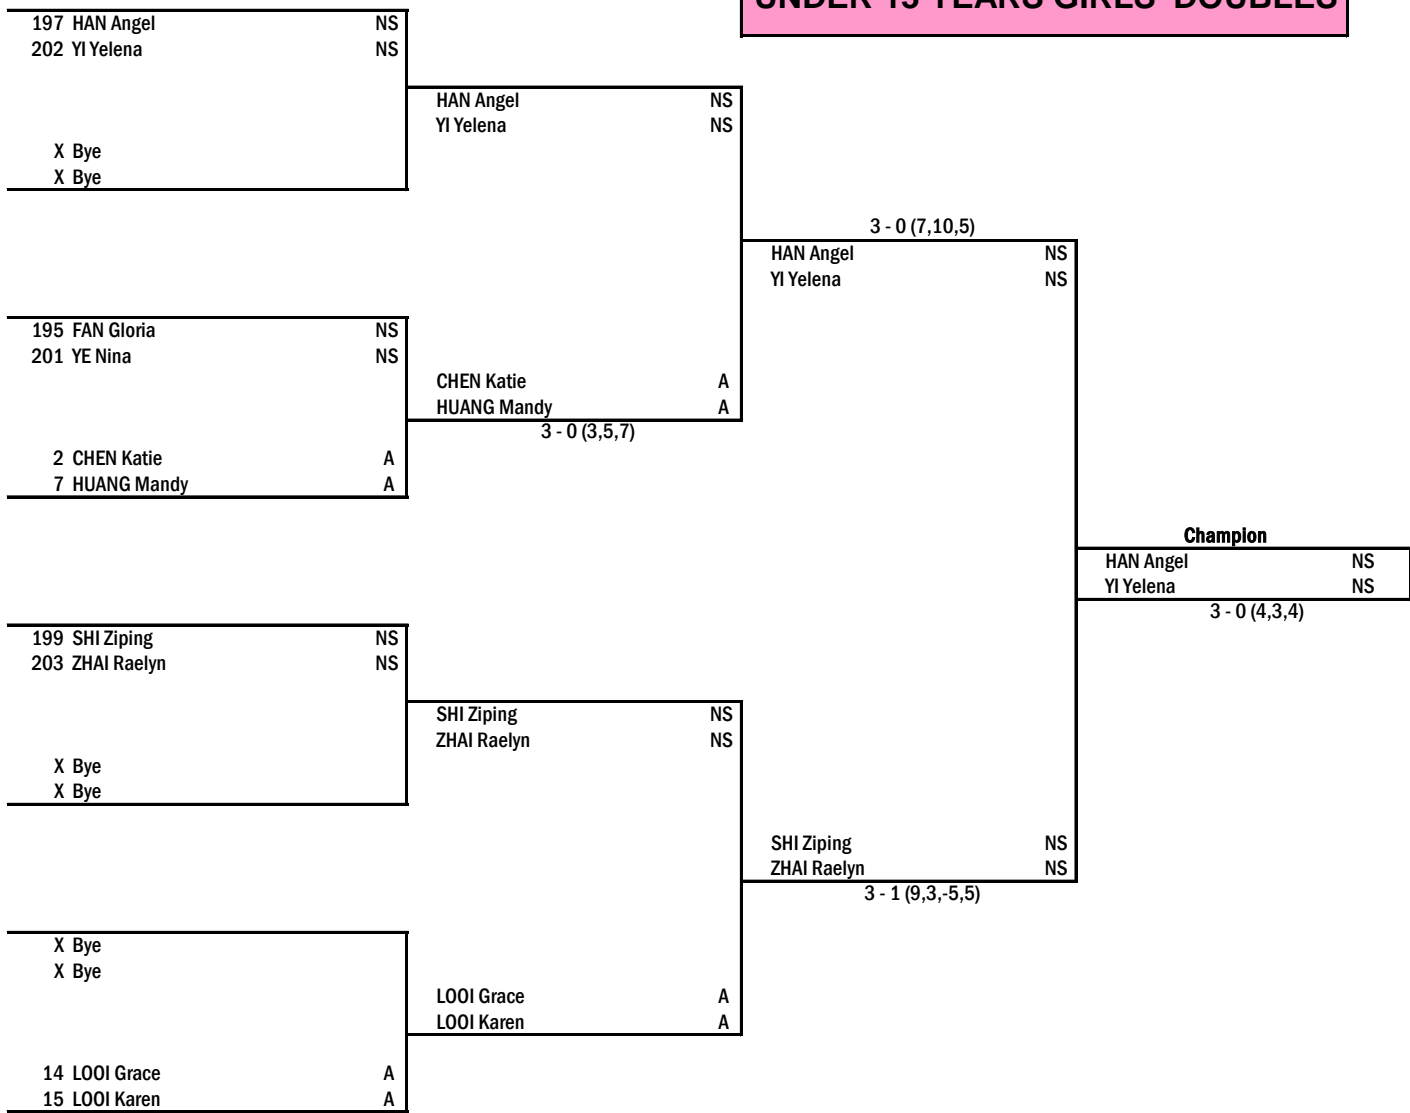 UNDER YEARS GIRLS DOUBLES
197 HAN Angel NS
202 YI Yelena NS
X Bye
X Bye
195 FAN Gloria NS
201 YE Nina NS
2 CHEN Katie A
7 HUANG Mandy A
199 SHI Ziping NS
203 ZHAI Raelyn NS
X Bye
X Bye
X Bye
X Bye
14 LOOI Grace A
15 LOOI Karen A
HAN Angel NS
YI Yelena NS
CHEN Katie A
HUANG Mandy A
3 - 0 (3,5,7)
SHI Ziping NS
ZHAI Raelyn NS
LOOI Grace A
LOOI Karen A
3 - 0 (7,10,5)
HAN Angel NS
YI Yelena NS
SHI Ziping NS
ZHAI Raelyn NS
3 - 1 (9,3,-5,5)
Champion
HAN Angel NS
YI Yelena NS
3 - 0 (4,3,4)